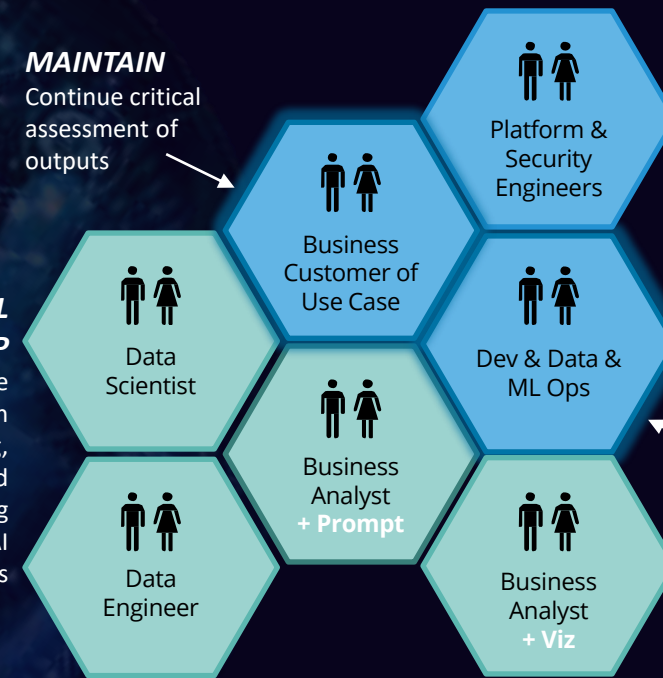 MAINTAIN
Continue critical
assessment of
outputs
Platform &
Security
Engineers
Business
Customer of
Use Case
Data
Scientist
Dev & Data &
ML Ops
Business
Analyst
+ Prompt
Data
Engineer
Business
Analyst
+ Viz